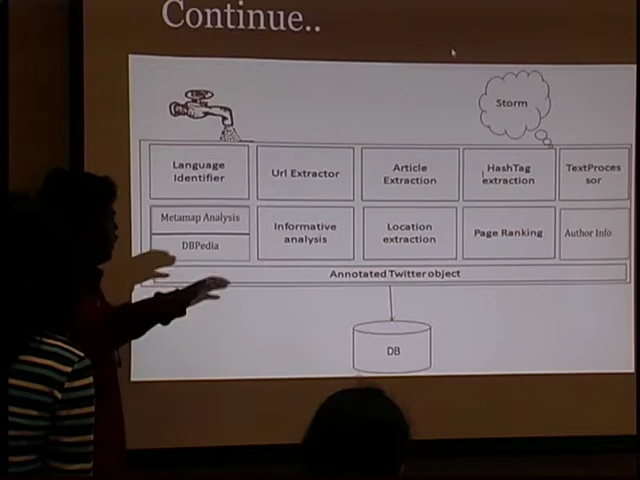 Continue..
Storm
Language
Identifier
Url Extractor
Article
Extraction
HashTag
extraction
TextProces
sor
Metamap Analysis
DBPedia
Informative
analysis
Location
extraction
Page Ranking
Author Info
Annotated Twitter object
DB